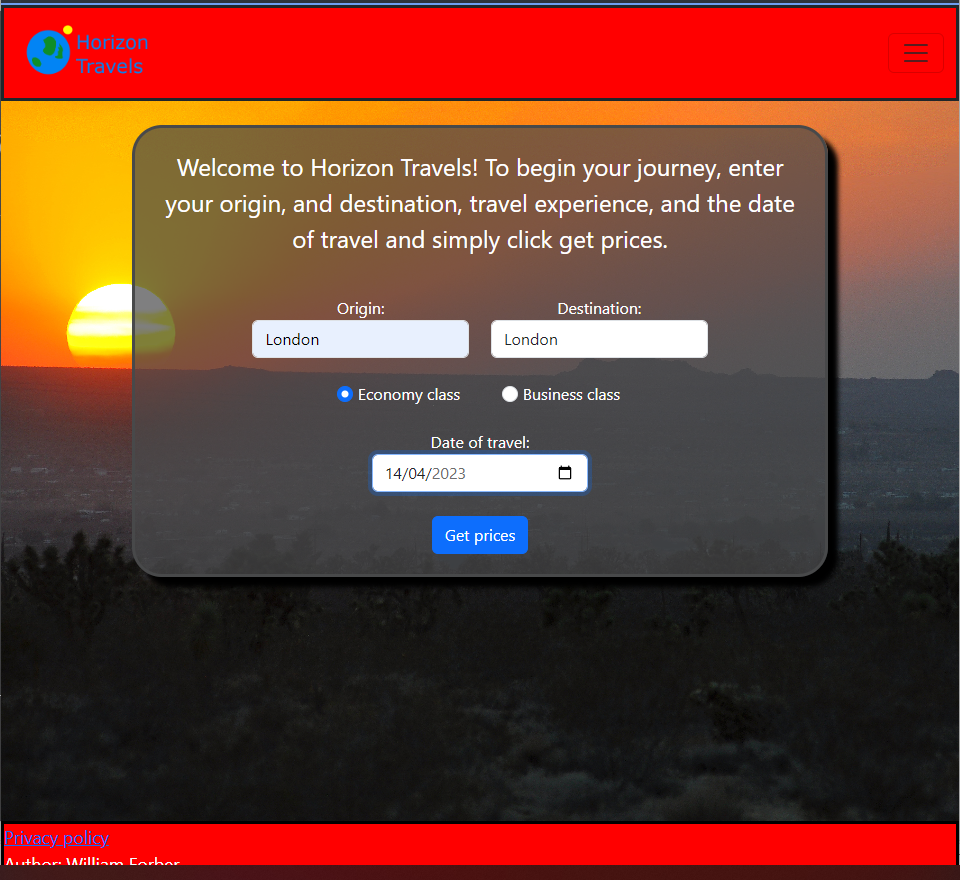 Horizon
Travels
Welcome to Horizon Travels! To begin your journey, enter
your origin, and destination, travel experience, and the date
of travel and simply click get prices.
Origin: Destination:
London London
Economy class Business class
Date of travel:
14/04/2023
Get prices
Privacy policy
Author: William Forber